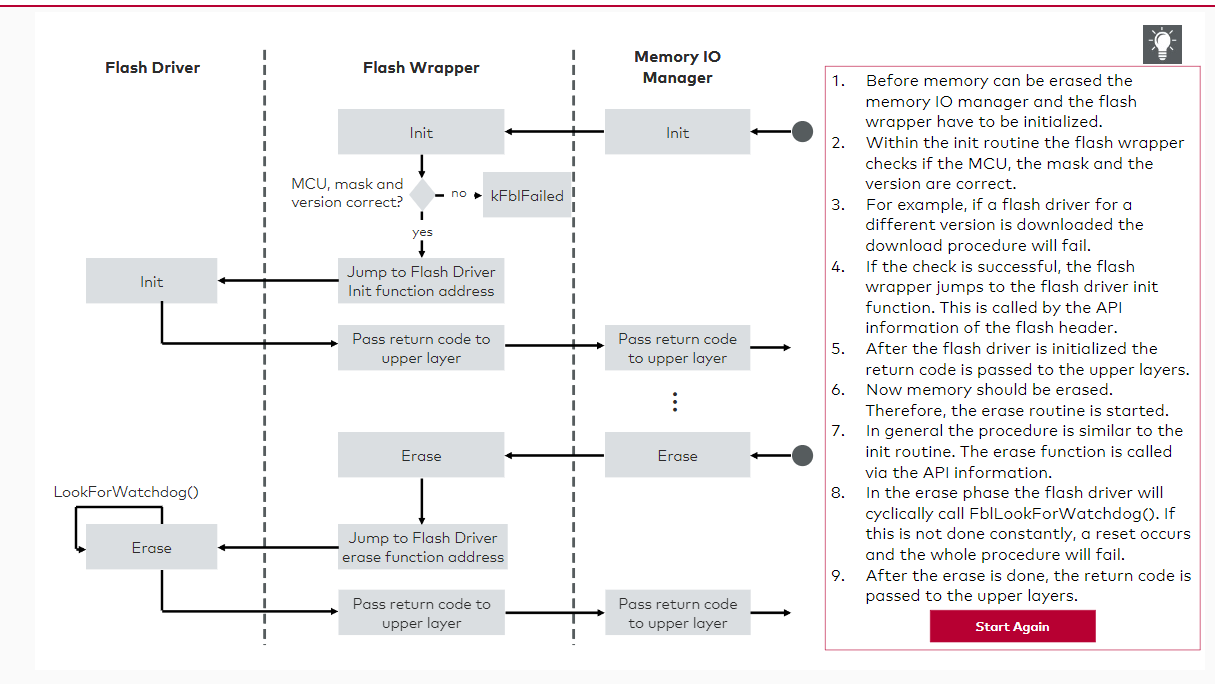 Flash Driver
Flash Wrapper
Memory IO
Manager
Init
Init
MCU, mask and
version correct?
no
kFblFailed
yes
Init
Jump to Flash Driver
Init function address
Pass return code to
upper layer
Pass return code
to upper layer
Erase
Erase
LookForWatchdog()
Erase
Jump to Flash Driver
erase function address
Pass return code to
upper layer
Pass return code
to upper layer
1. Before memory can be erased the
memory IO manager and the flash
wrapper have to be initialized.
2. Within the init routine the flash wrapper
checks if the MCU, the mask and the
version are correct.
3. For example, if a flash driver for a
different version is downloaded the
download procedure will fail.
4. If the check is successful, the flash
wrapper jumps to the flash driver init
function. This is called by the API
information of the flash header.
5. After the flash driver is initialized the
return code is passed to the upper layers.
6. Now memory should be erased.
Therefore, the erase routine is started.
7. In general the procedure is similar to the
init routine. The erase function is called
via the API information.
8. In the erase phase the flash driver will
cyclically call FblLookForWatchdog(). If
this is not done constantly, a reset occurs
and the whole procedure will fail.
9. After the erase is done, the return code is
passed to the upper layers.
Start Again